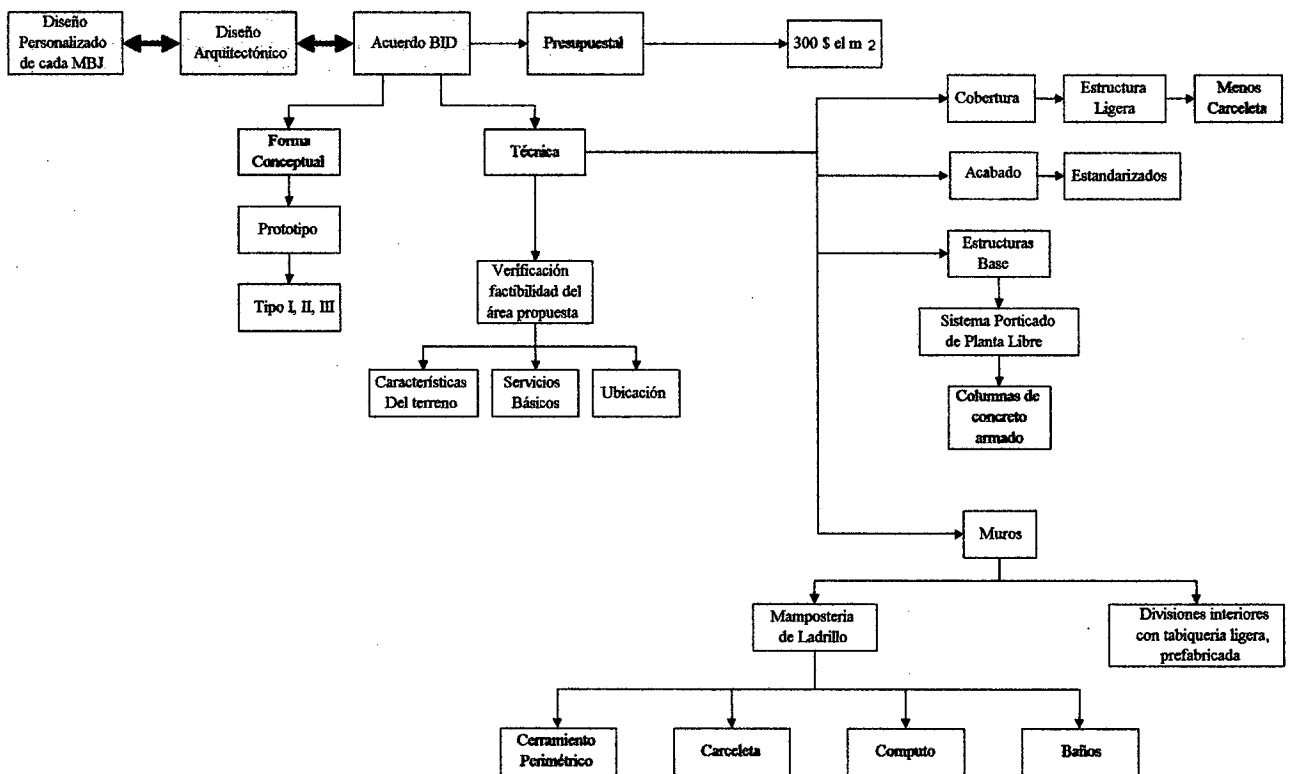 Diseño
Personalizado
de cada MBJ
Diseño
Arquitectónico
Acuerdo BID
Presupuestal
300 $ el m 2
Cobertura
Estructura
Ligera
Menos
Carceleta
Forma
Conceptual
Técnica
Acabado
Estandarizados
Prototipo
Estructuras
Base
Verificación
factibilidad del
área propuesta
Tipo I, II, III
Sistema Porticado
de Planta Libre
Características
Del terreno
Servicios
Básicos
Ubicación
Columnas de
concreto
armado
Muros
Mamposteria
de Ladrillo
Divisiones interiores
con tabiqueria ligera,
prefabricada
Cerramiento
Perimétrico
Carceleta
Computo
Baños